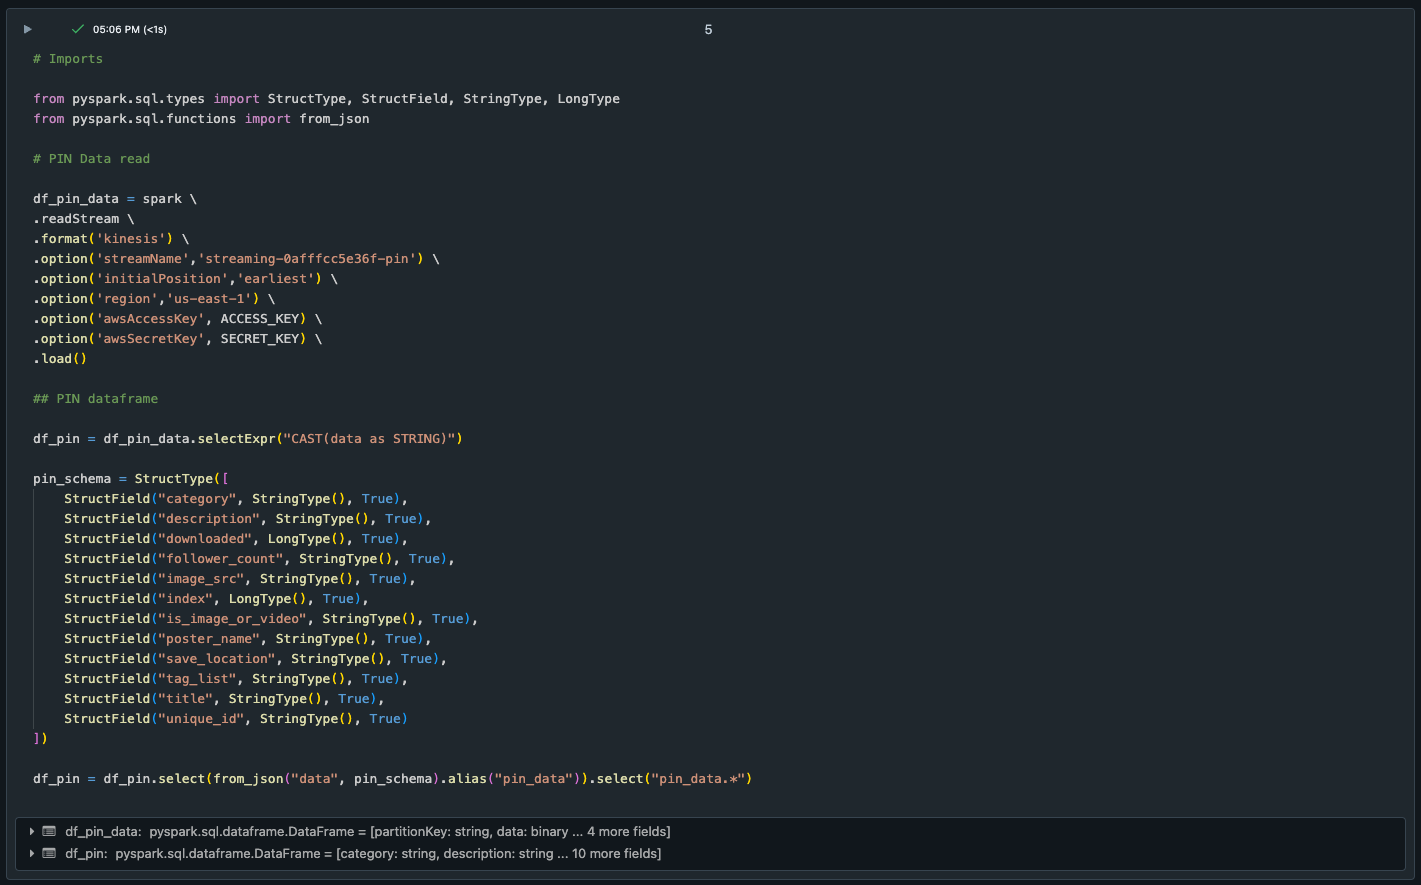 05:06 PM (<1s)
5
# Imports
from pyspark.sql.types import StructType, StructField, StringType, LongType
from pyspark.sql.functions import from_json
# PIN Data read
df_pin_data = spark \
.readStream \
.format('kinesis') \
.option('streamName','streaming-0afffcc5e36f-pin') \
.option('initialPosition','earliest') \
.option('region','us-east-1') \
.option('awsAccessKey', ACCESS_KEY) \
.option('awsSecretKey', SECRET_KEY) \
.load()
## PIN dataframe
df_pin = df_pin_data.selectExpr("CAST(data as STRING)")
pin_schema = StructType([
    StructField("category", StringType(), True),
    StructField("description", StringType(), True),
    StructField("downloaded", LongType(), True),
    StructField("follower_count", StringType(), True),
    StructField("image_src", StringType(), True),
    StructField("index", LongType(), True),
    StructField("is_image_or_video", StringType(), True),
    StructField("poster_name", StringType(), True),
    StructField("save_location", StringType(), True),
    StructField("tag_list", StringType(), True),
    StructField("title", StringType(), True),
    StructField("unique_id", StringType(), True)
])
df_pin = df_pin.select(from_json("data", pin_schema).alias("pin_data")).select("pin_data.*")
df_pin_data: pyspark.sql.dataframe.DataFrame = [partitionKey: string, data: binary ... 4 more fields]
df_pin: pyspark.sql.dataframe.DataFrame = [category: string, description: string ... 10 more fields]